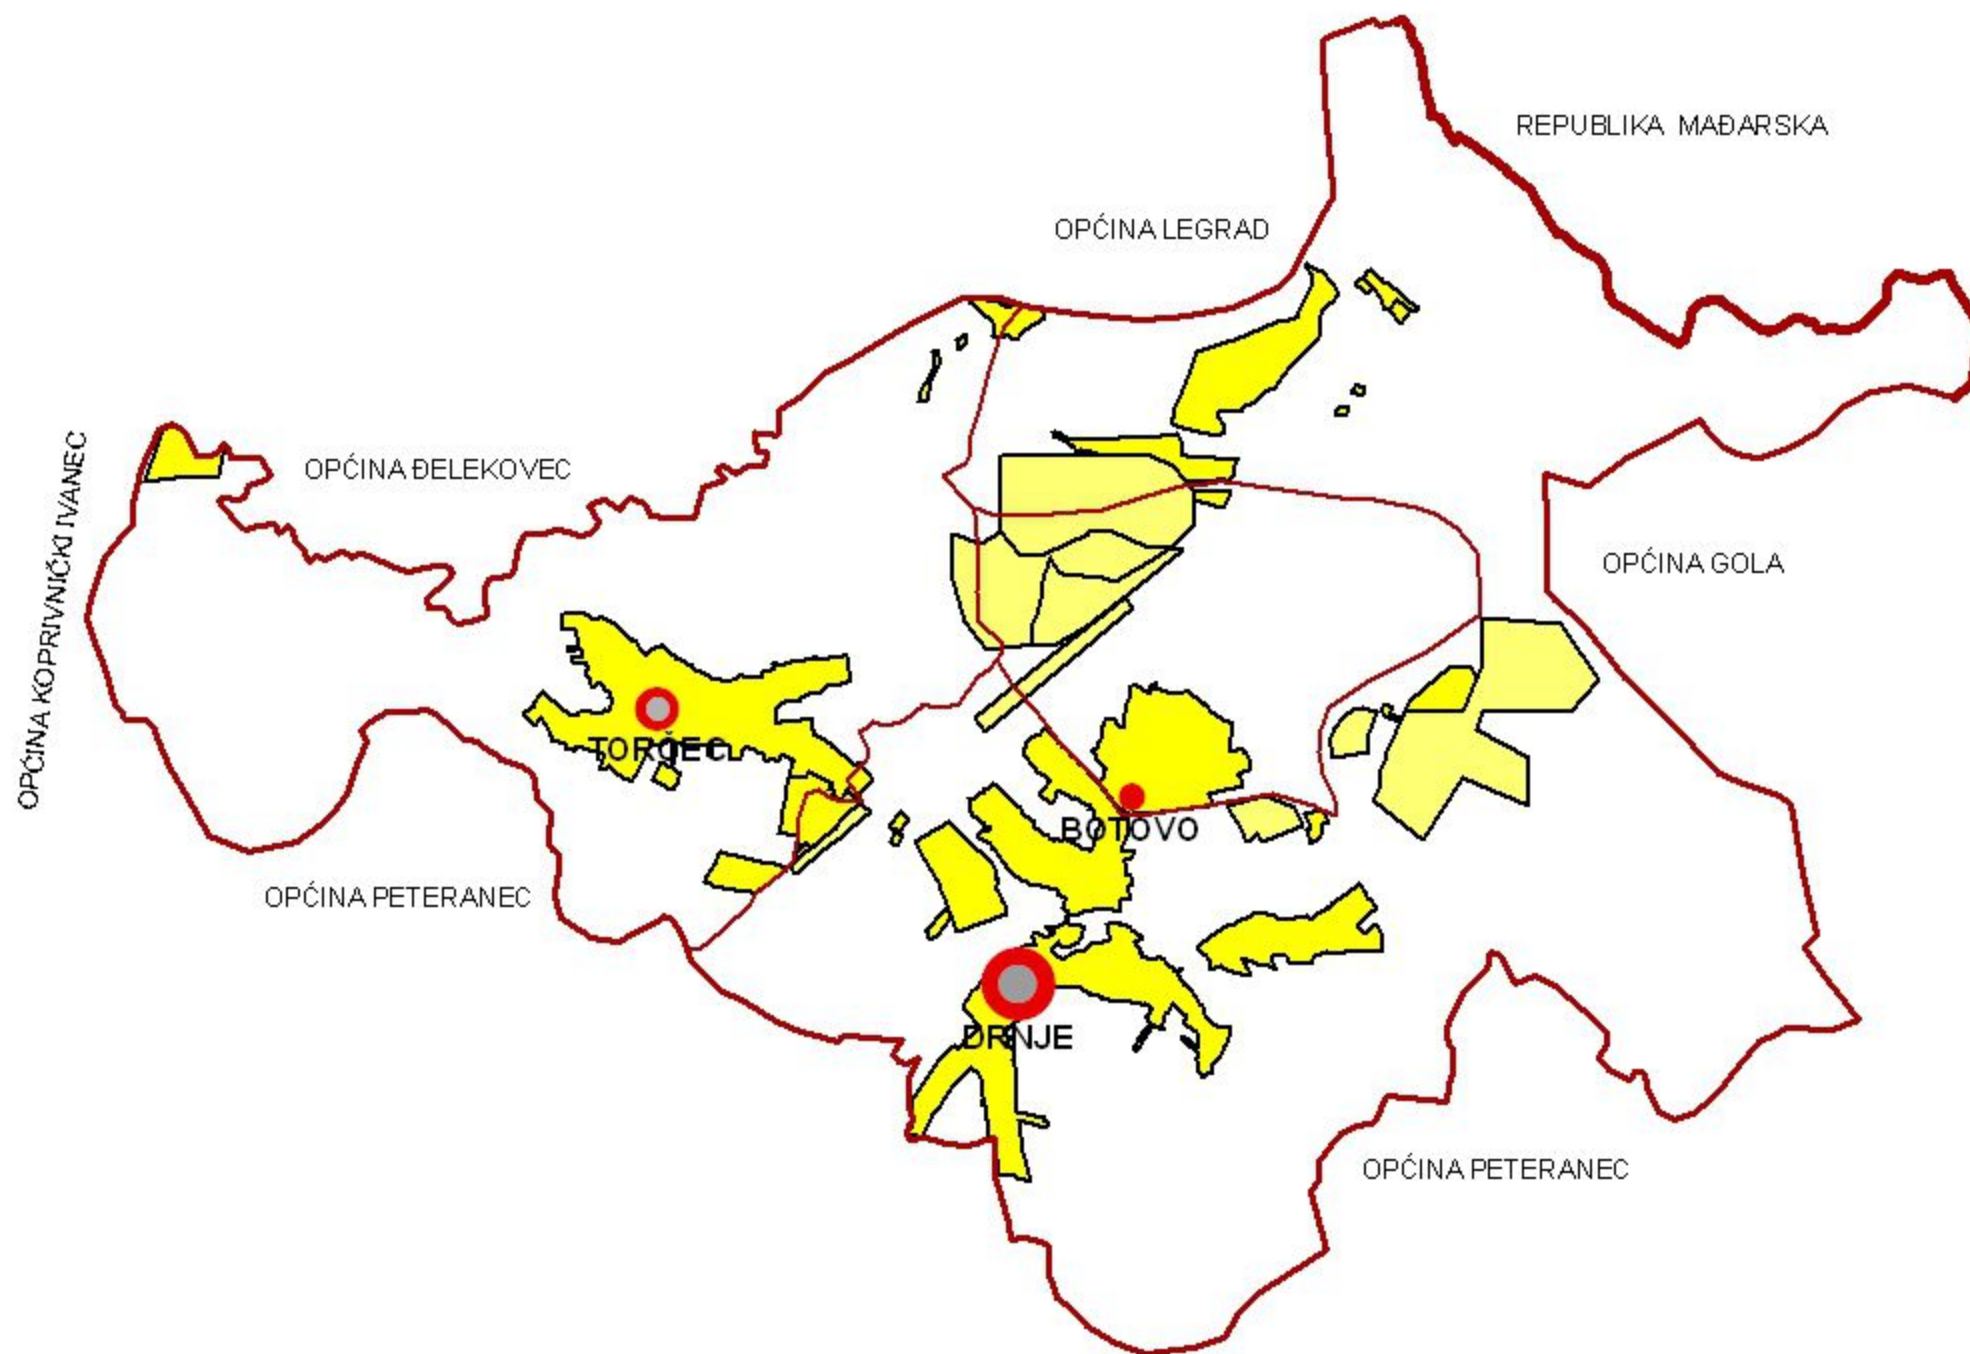 REPUBLIKA MAĐARSKA
OPĆINA LEGRAD
OPĆINA ĐELEKOVEC
OPĆINA KOPRIVNIČKI IVANEC
OPĆINA GOLA
TORČEC
BOTOVO
OPĆINA PETERANEC
DRNJE
OPĆINA PETERANEC